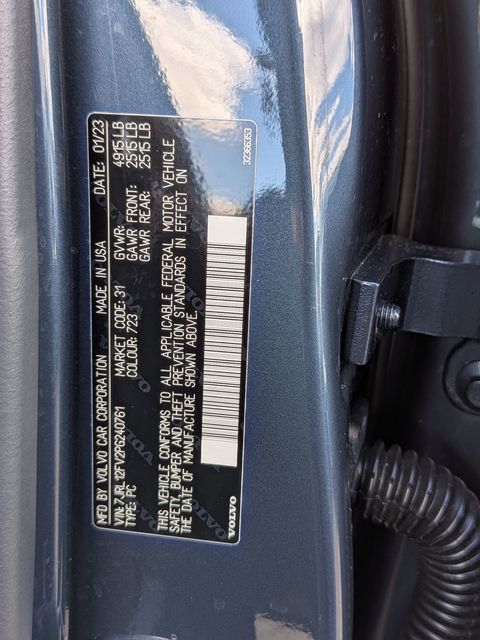 MFD BY VOLVO CAR CORPORATION MADE IN USA DATE: 01/23
VIN: 7JRL12FV2PG240761 MARKET CODE: 31 GVWR: 4915 LB
TYPE: PC COLOUR: 723 GAWR FRONT: 2515 LB
GAWR REAR: 2515 LB
THIS VEHICLE CONFORMS TO ALL APPLICABLE FEDERAL MOTOR VEHICLE
SAFETY, BUMPER AND THEFT PREVENTION STANDARDS IN EFFECT ON
THE DATE OF MANUFACTURE SHOWN ABOVE.
VOLVO 32386353